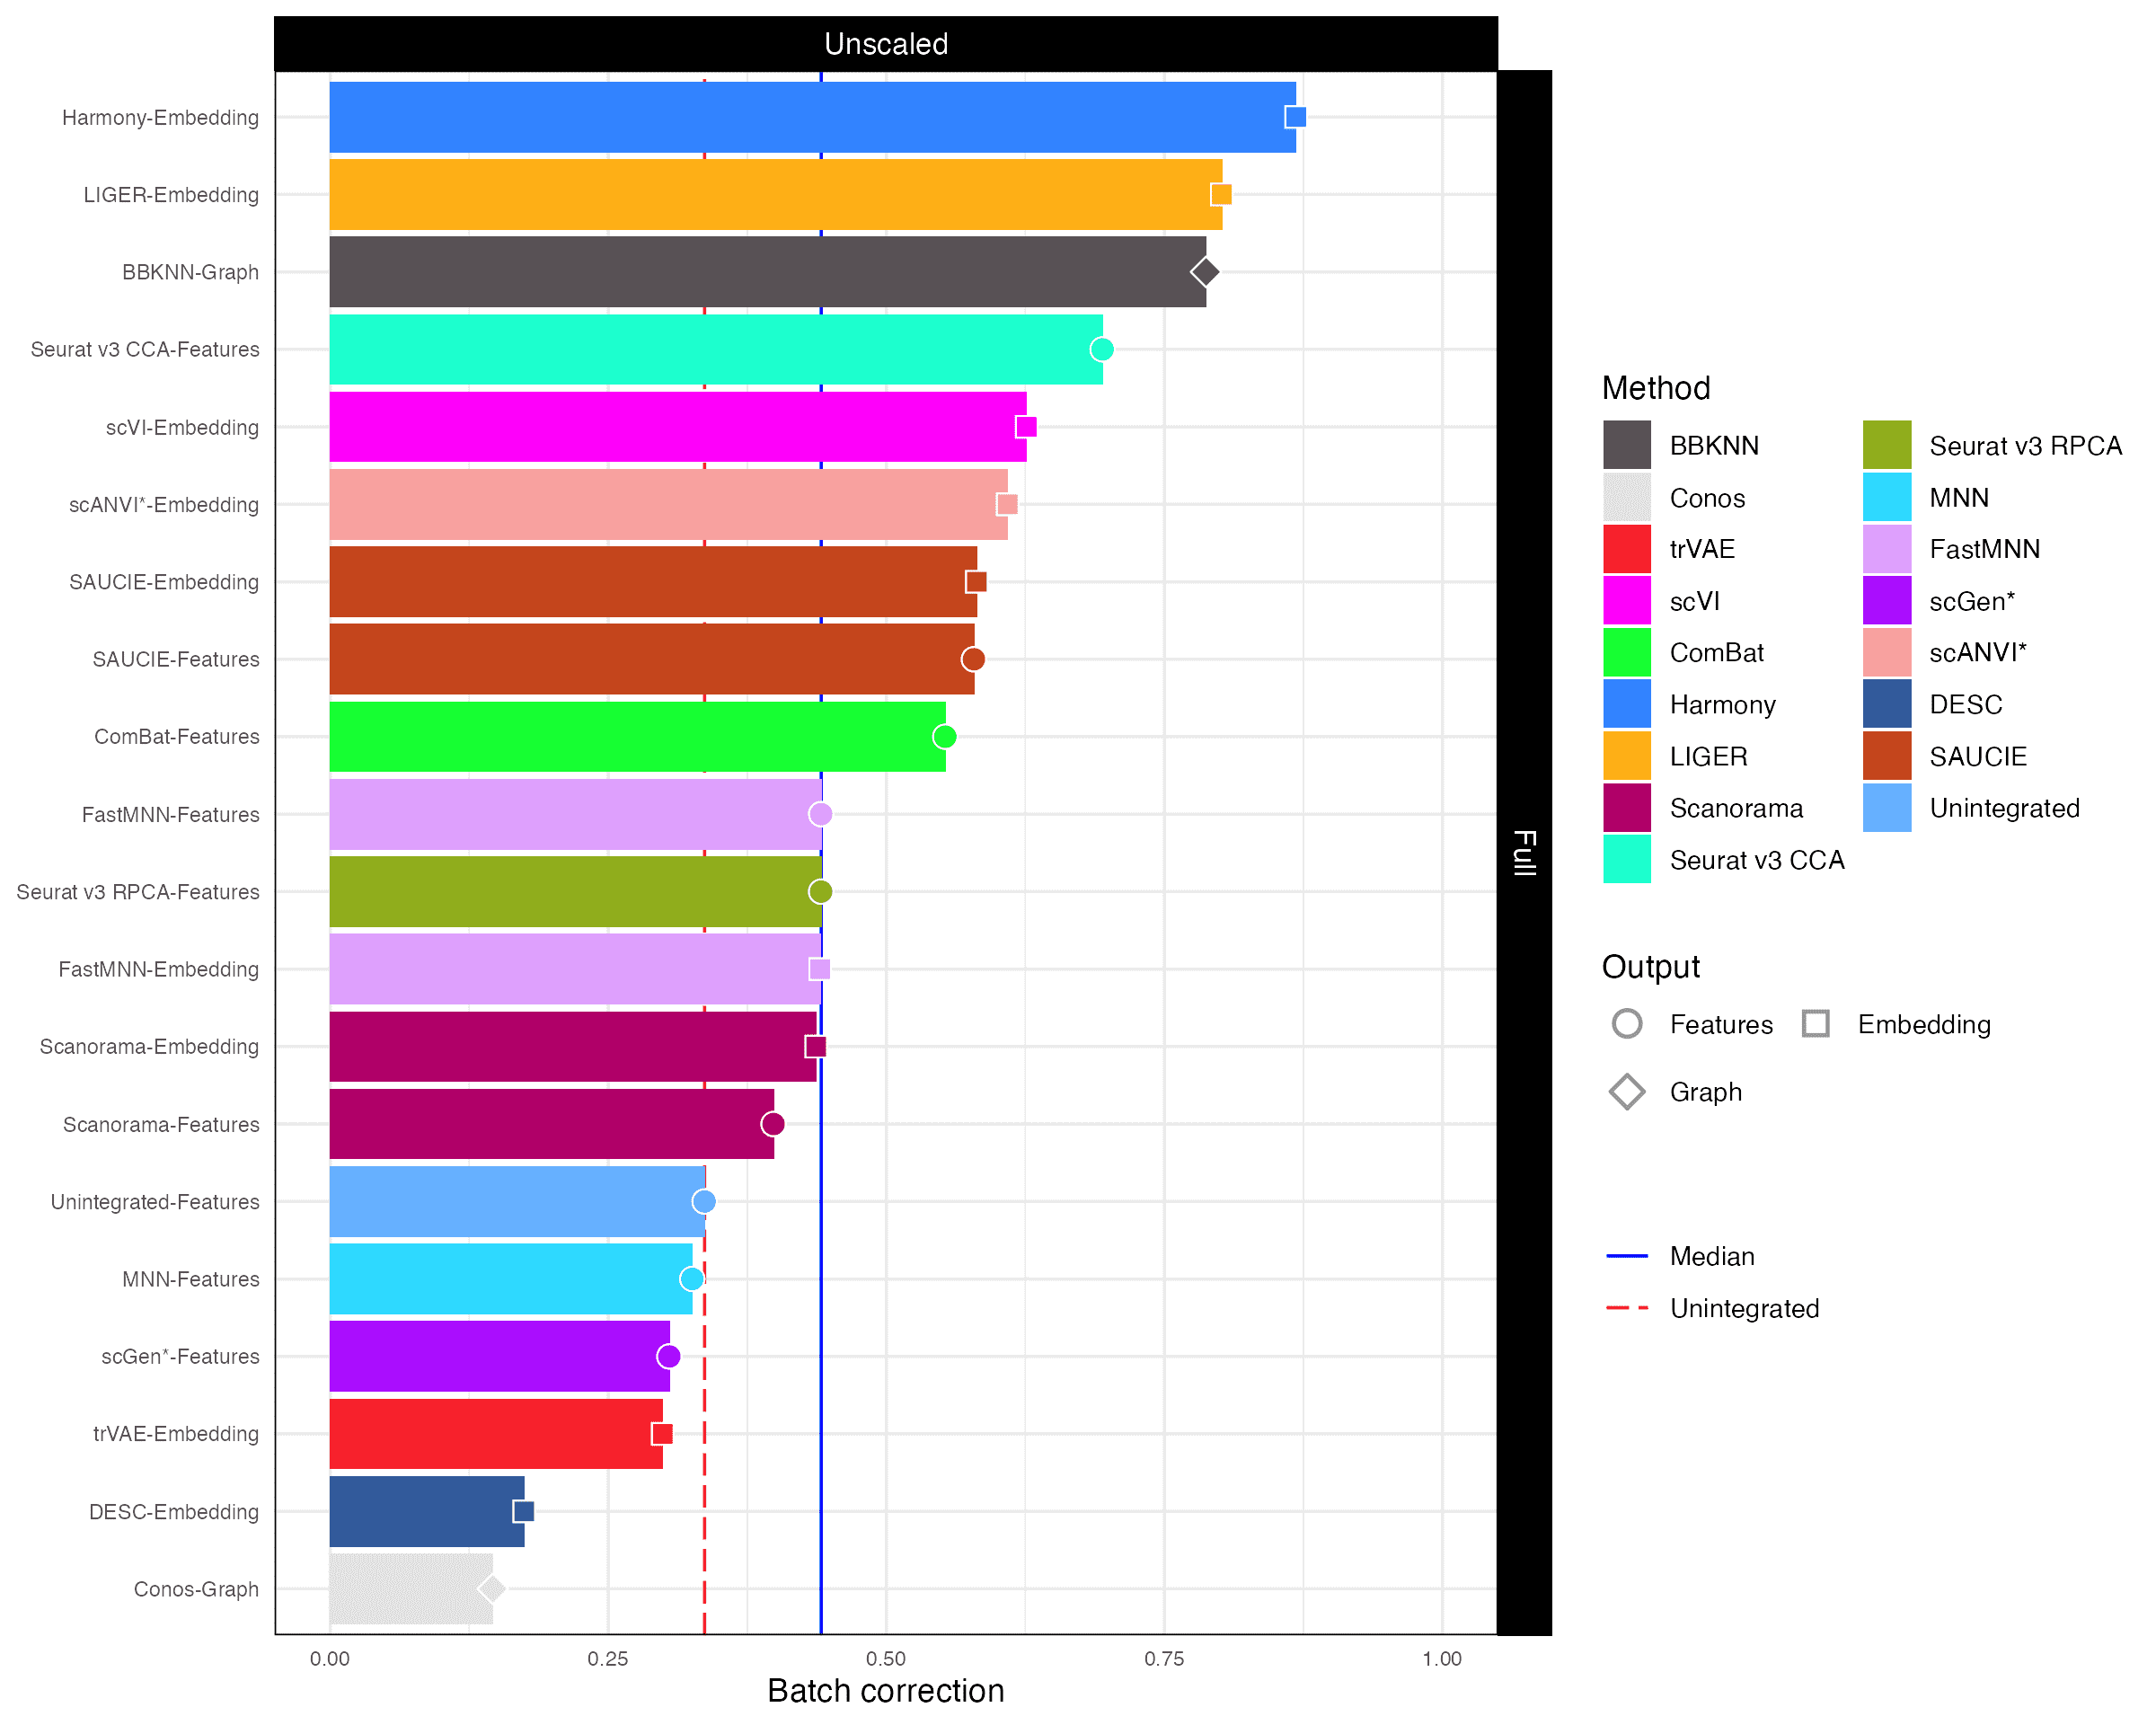 Unscaled
Harmony-Embedding
LIGER-Embedding
BBKNN-Graph
Seurat v3 CCA-Features
scVI-Embedding
scANVI*-Embedding
SAUCIE-Embedding
SAUCIE-Features
ComBat-Features
FastMNN-Features
Seurat v3 RPCA-Features
FastMNN-Embedding
Scanorama-Embedding
Scanorama-Features
Unintegrated-Features
MNN-Features
scGen*-Features
trVAE-Embedding
DESC-Embedding
Conos-Graph
0.00 0.25 0.50 0.75 1.00
Batch correction
Full
Method
BBKNN Seurat v3 RPCA
Conos MNN
trVAE FastMNN
scVI scGen*
ComBat scANVI*
Harmony DESC
LIGER SAUCIE
Scanorama Unintegrated
Seurat v3 CCA
Output
Features Embedding
Graph
Median
Unintegrated